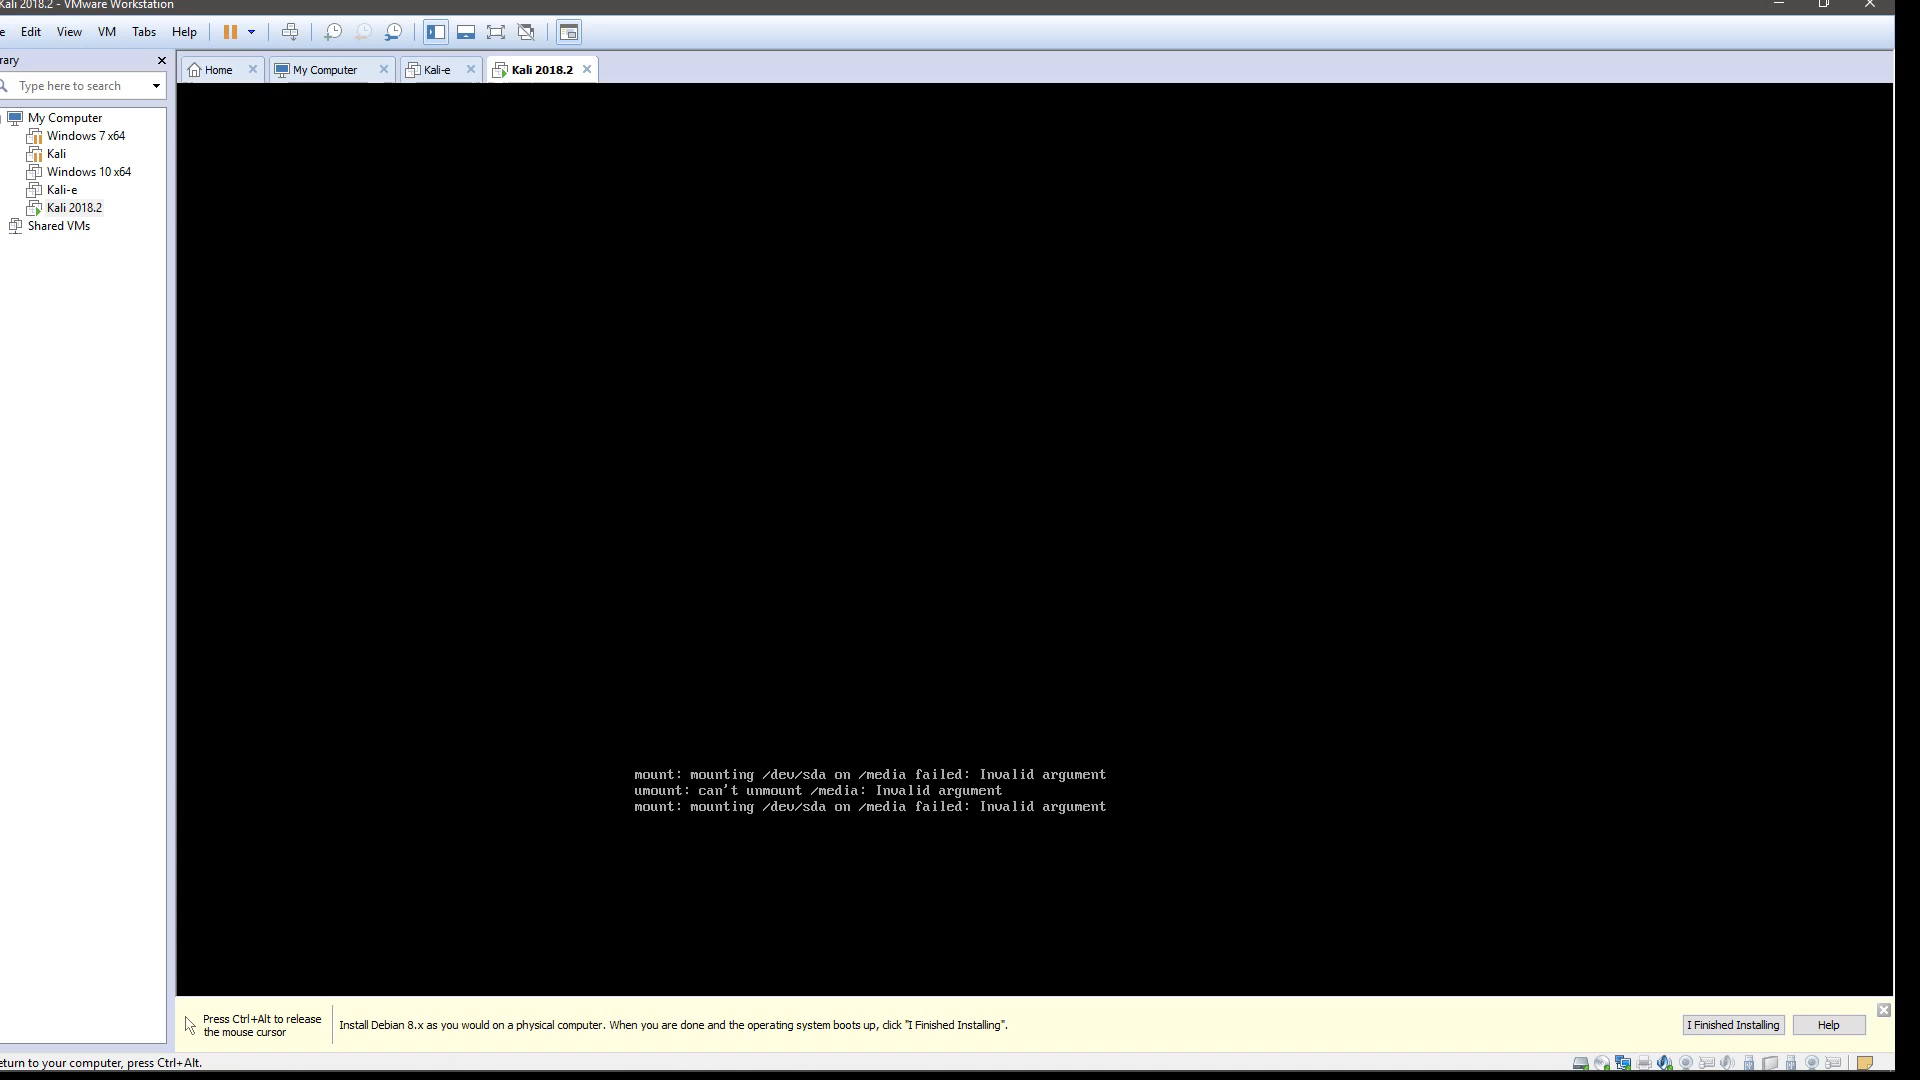 Kali 2018.2 - VMware Workstation
e Edit View VM Tabs Help
rary
Type here to search
Home
My Computer
Kali-e
Kali 2018.2
My Computer
Windows 7 x64
Kali
Windows 10 x64
Kali-e
Kali 2018.2
Shared VMs
mount: mounting /dev/sda on /media failed: Invalid argument
umount: can't unmount /media: Invalid argument
mount: mounting /dev/sda on /media failed: Invalid argument
Press Ctrl+Alt to release
the mouse cursor
Install Debian 8.x as you would on a physical computer. When you are done and the operating system boots up, click "I Finished Installing".
I Finished Installing
Help
eturn to your computer, press Ctrl+Alt.